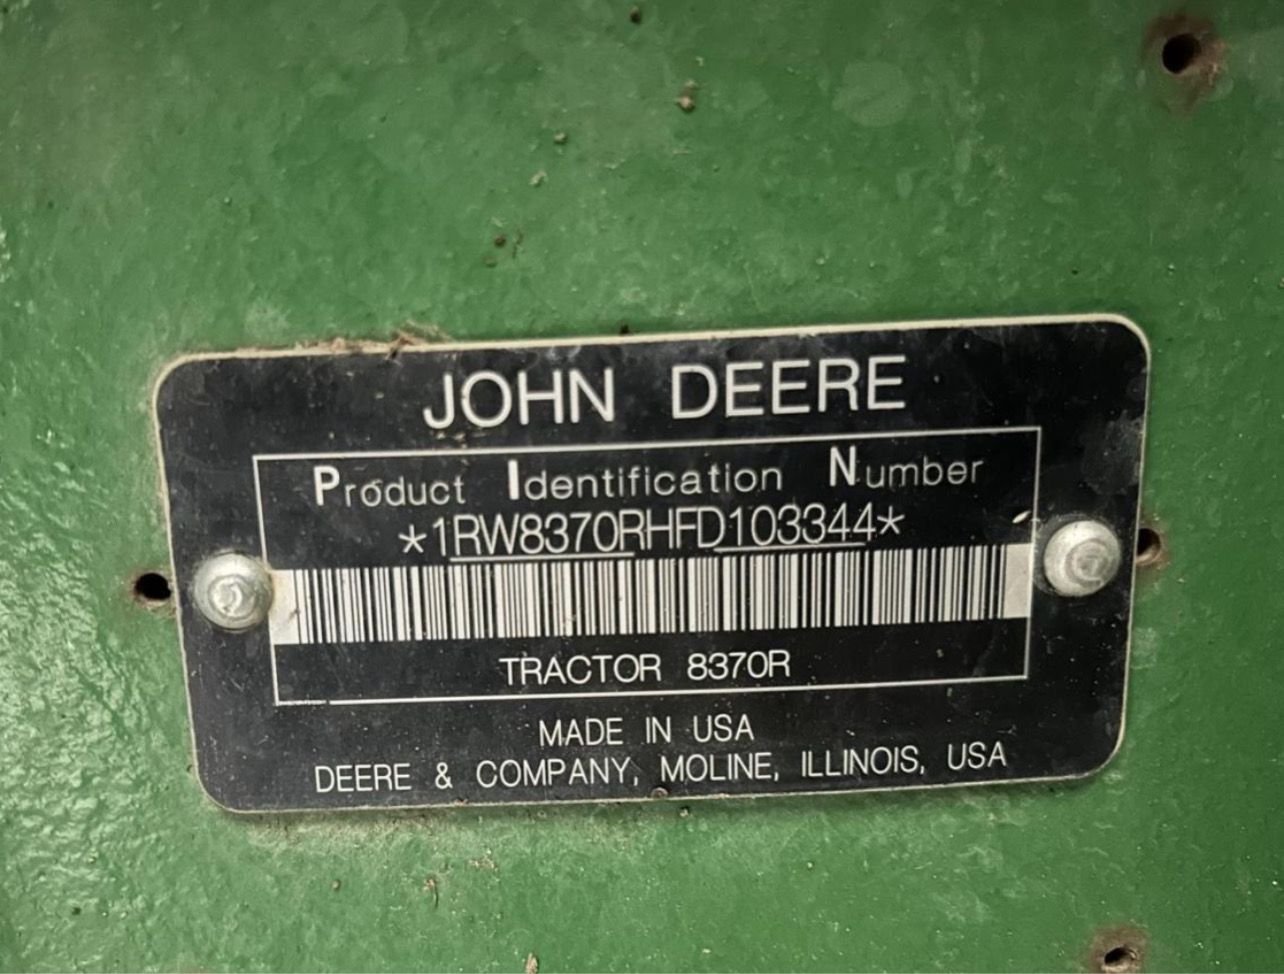 JOHN DEERE
Product Identification Number
*1RW8370RHFD103344*
TRACTOR 8370R
MADE IN USA
DEERE & COMPANY, MOLINE, ILLINOIS, USA